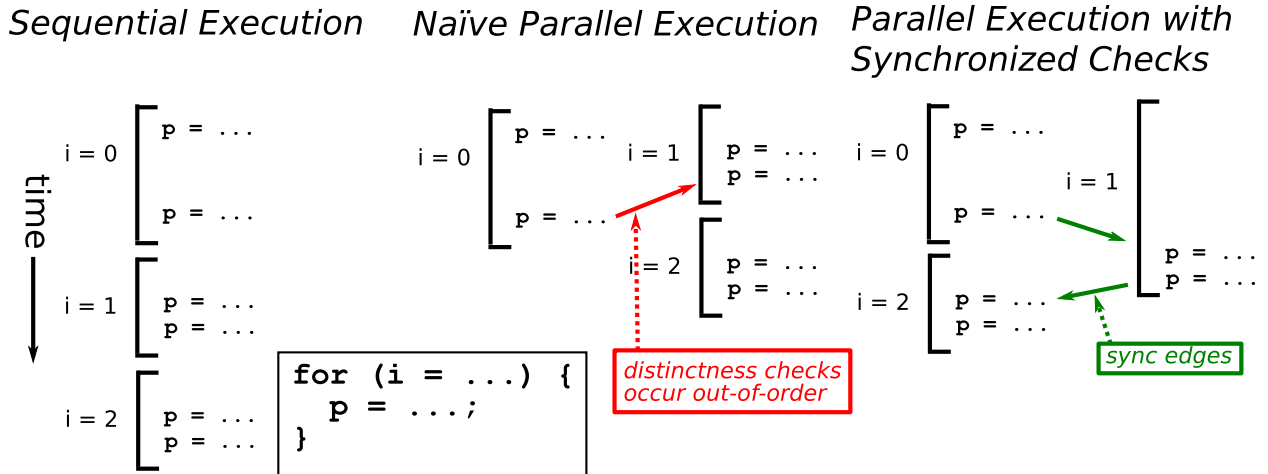 Sequential Execution
i = 0
p = ...
p = ...
time
i = 1
p = ...
p = ...
i = 2
p = ...
p = ...
for (i = ...) {
p = ...;
}
Naïve Parallel Execution
i = 0
p = ...
p = ...
i = 1
p = ...
p = ...
i = 2
p = ...
p = ...
distinctness checks
occur out-of-order
Parallel Execution with
Synchronized Checks
i = 0
p = ...
p = ...
i = 1
p = ...
p = ...
i = 2
p = ...
p = ...
sync edges